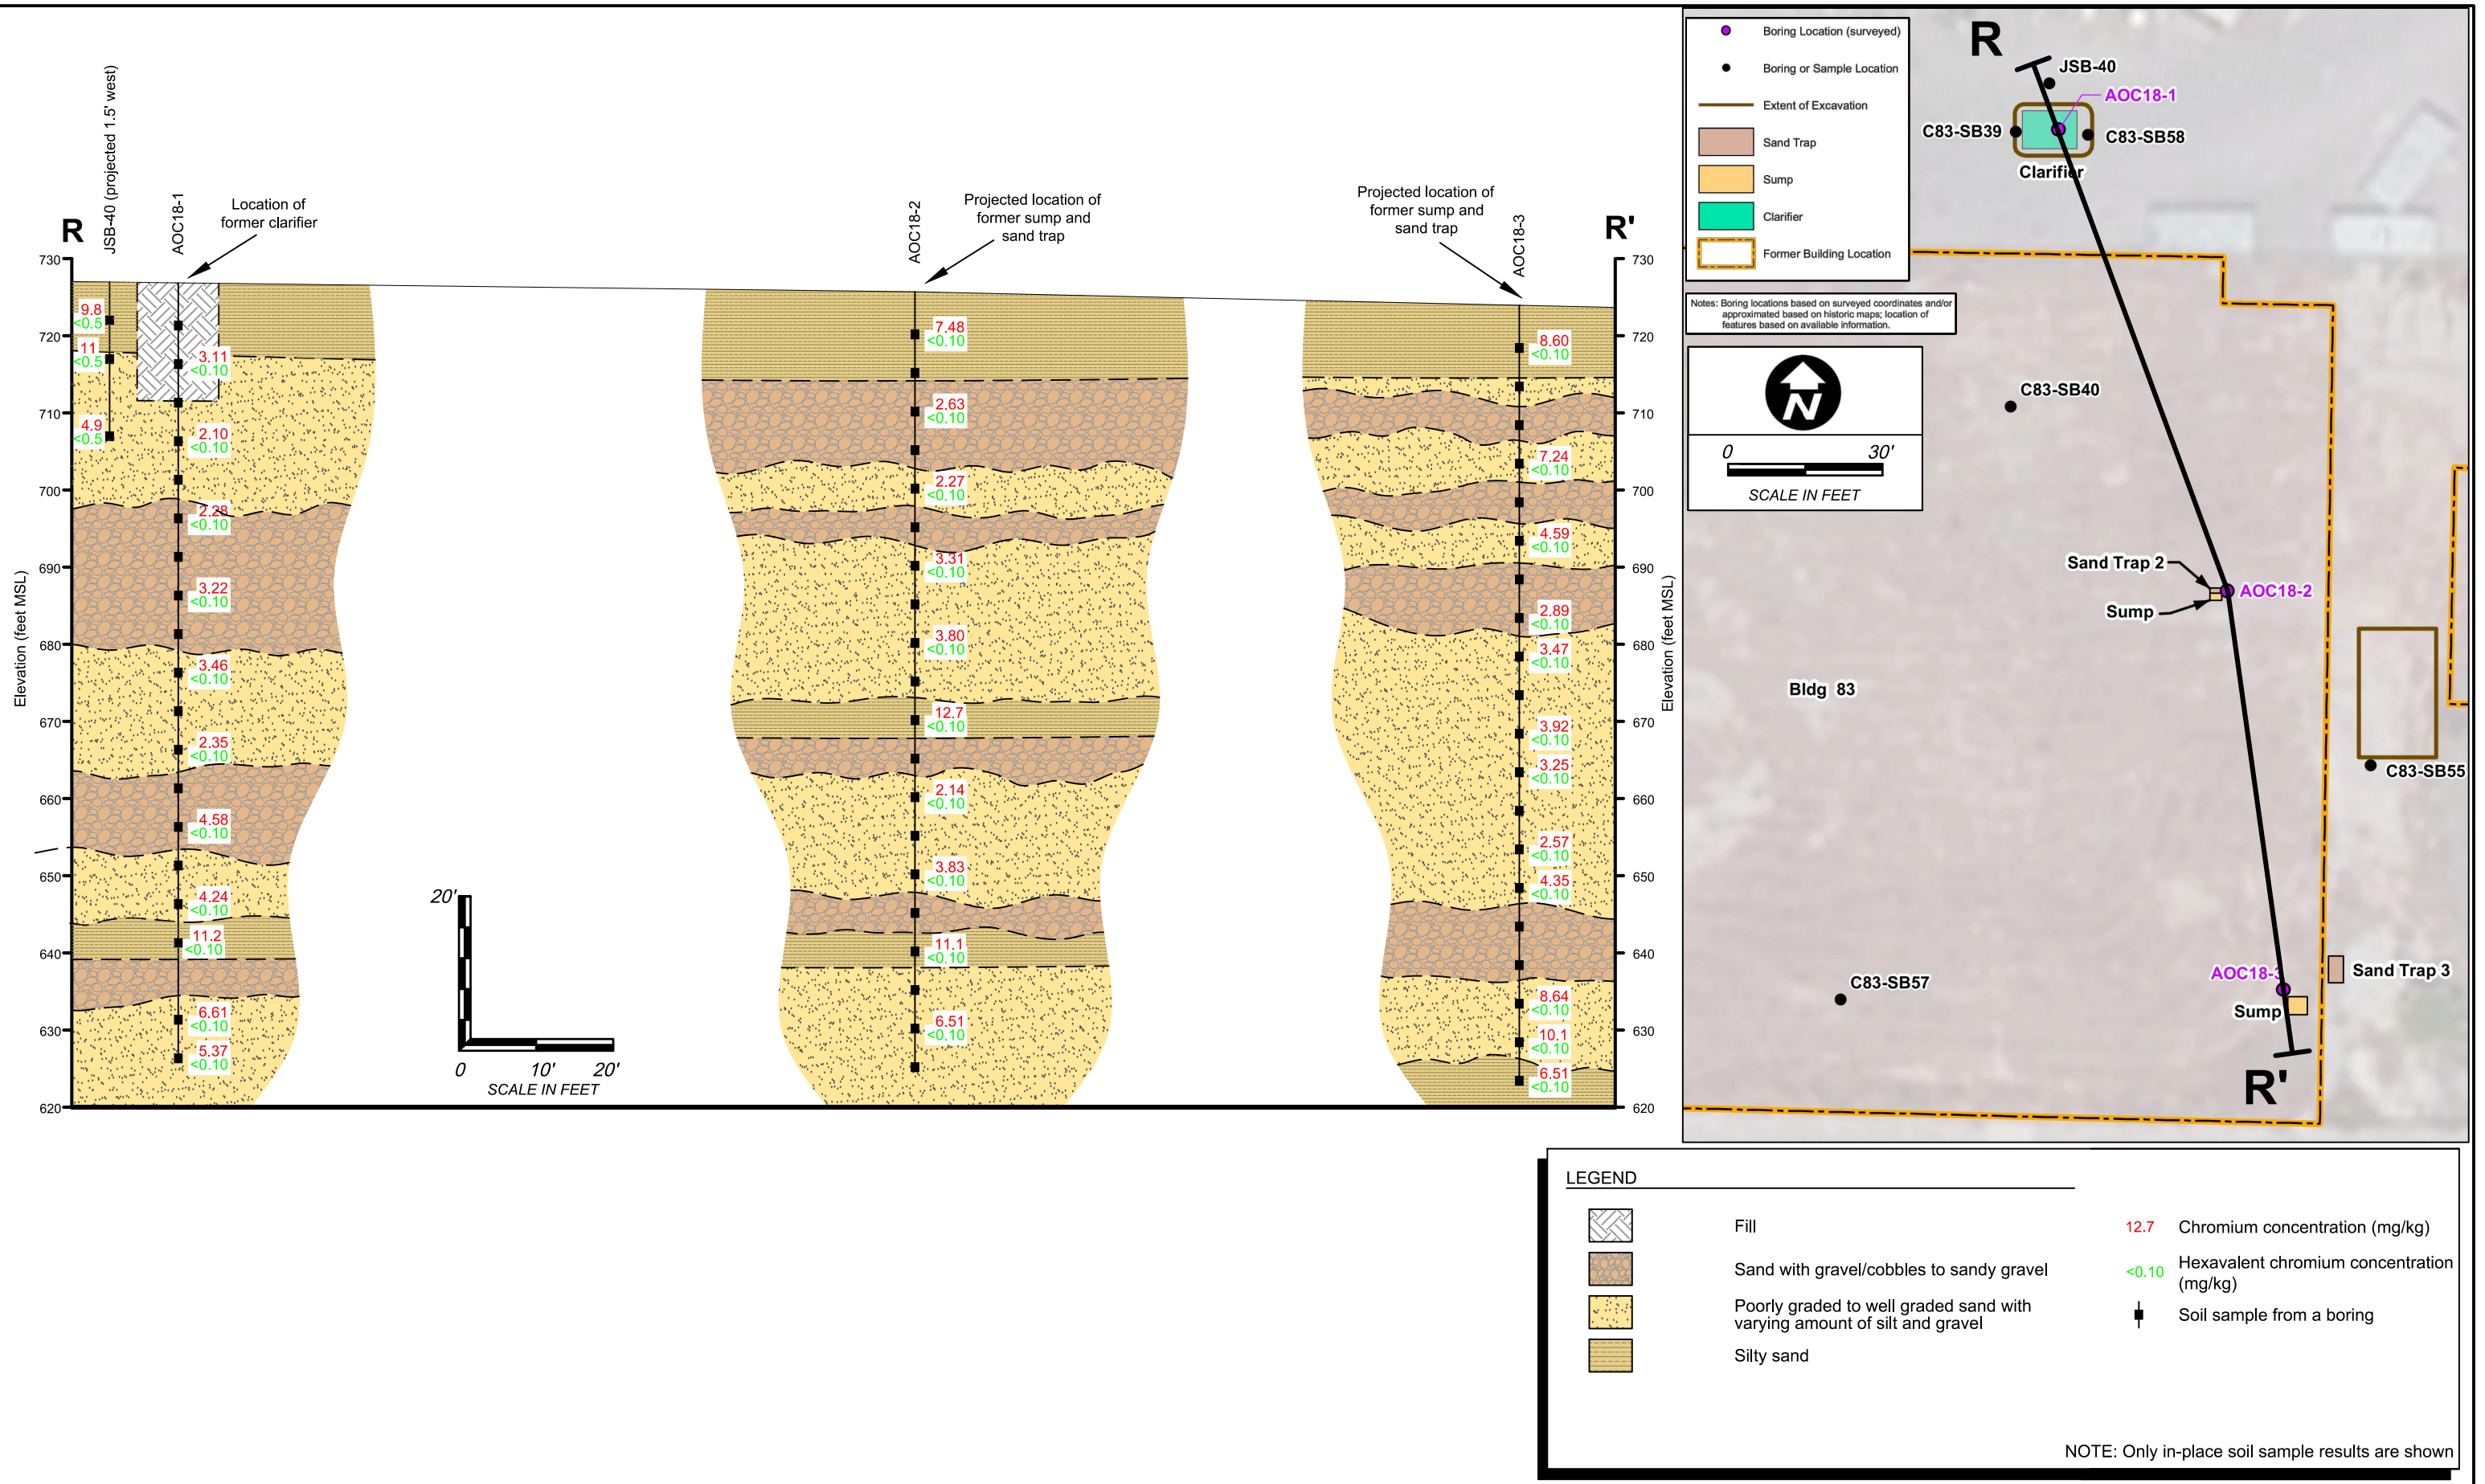 R
JSB-40 (projected 1.5' west)
AOC18-1
Location of
former clarifier
AOC18-2
Projected location of
former sump and
sand trap
Projected location of
former sump and
sand trap
AOC18-3
R'
Elevation (feet MSL)
730
720
710
700
690
680
670
660
650
640
630
620
9.8
<0.5
11
<0.5
4.9
<0.5
3.11
<0.10
2.10
<0.10
2.28
<0.10
3.22
<0.10
3.46
<0.10
2.35
<0.10
4.58
<0.10
4.24
<0.10
11.2
<0.10
6.61
<0.10
5.37
<0.10
20'
0 10' 20'
SCALE IN FEET
7.48
<0.10
2.63
<0.10
2.27
<0.10
3.31
<0.10
3.80
<0.10
12.7
<0.10
2.14
<0.10
3.83
<0.10
11.1
<0.10
6.51
<0.10
8.60
<0.10
7.24
<0.10
4.59
<0.10
2.89
<0.10
3.47
<0.10
3.92
<0.10
3.25
<0.10
2.57
<0.10
4.35
<0.10
8.64
<0.10
10.1
<0.10
6.51
<0.10
730
720
710
700
690
680
670
660
650
640
630
620
Elevation (feet MSL)
Boring Location (surveyed)
Boring or Sample Location
Extent of Excavation
Sand Trap
Sump
Clarifier
Former Building Location
Notes: Boring locations based on surveyed coordinates and/or
approximated based on historic maps; location of
features based on available information.
N
0 30'
SCALE IN FEET
R
JSB-40
AOC18-1
C83-SB39
C83-SB58
Clarifier
C83-SB40
Sand Trap 2
AOC18-2
Sump
Bldg 83
C83-SB55
C83-SB57
AOC18-3
Sand Trap 3
Sump
R'
LEGEND
Fill
Sand with gravel/cobbles to sandy gravel
Poorly graded to well graded sand with
varying amount of silt and gravel
Silty sand
12.7 Chromium concentration (mg/kg)
<0.10 Hexavalent chromium concentration
(mg/kg)
Soil sample from a boring
NOTE: Only in-place soil sample results are shown